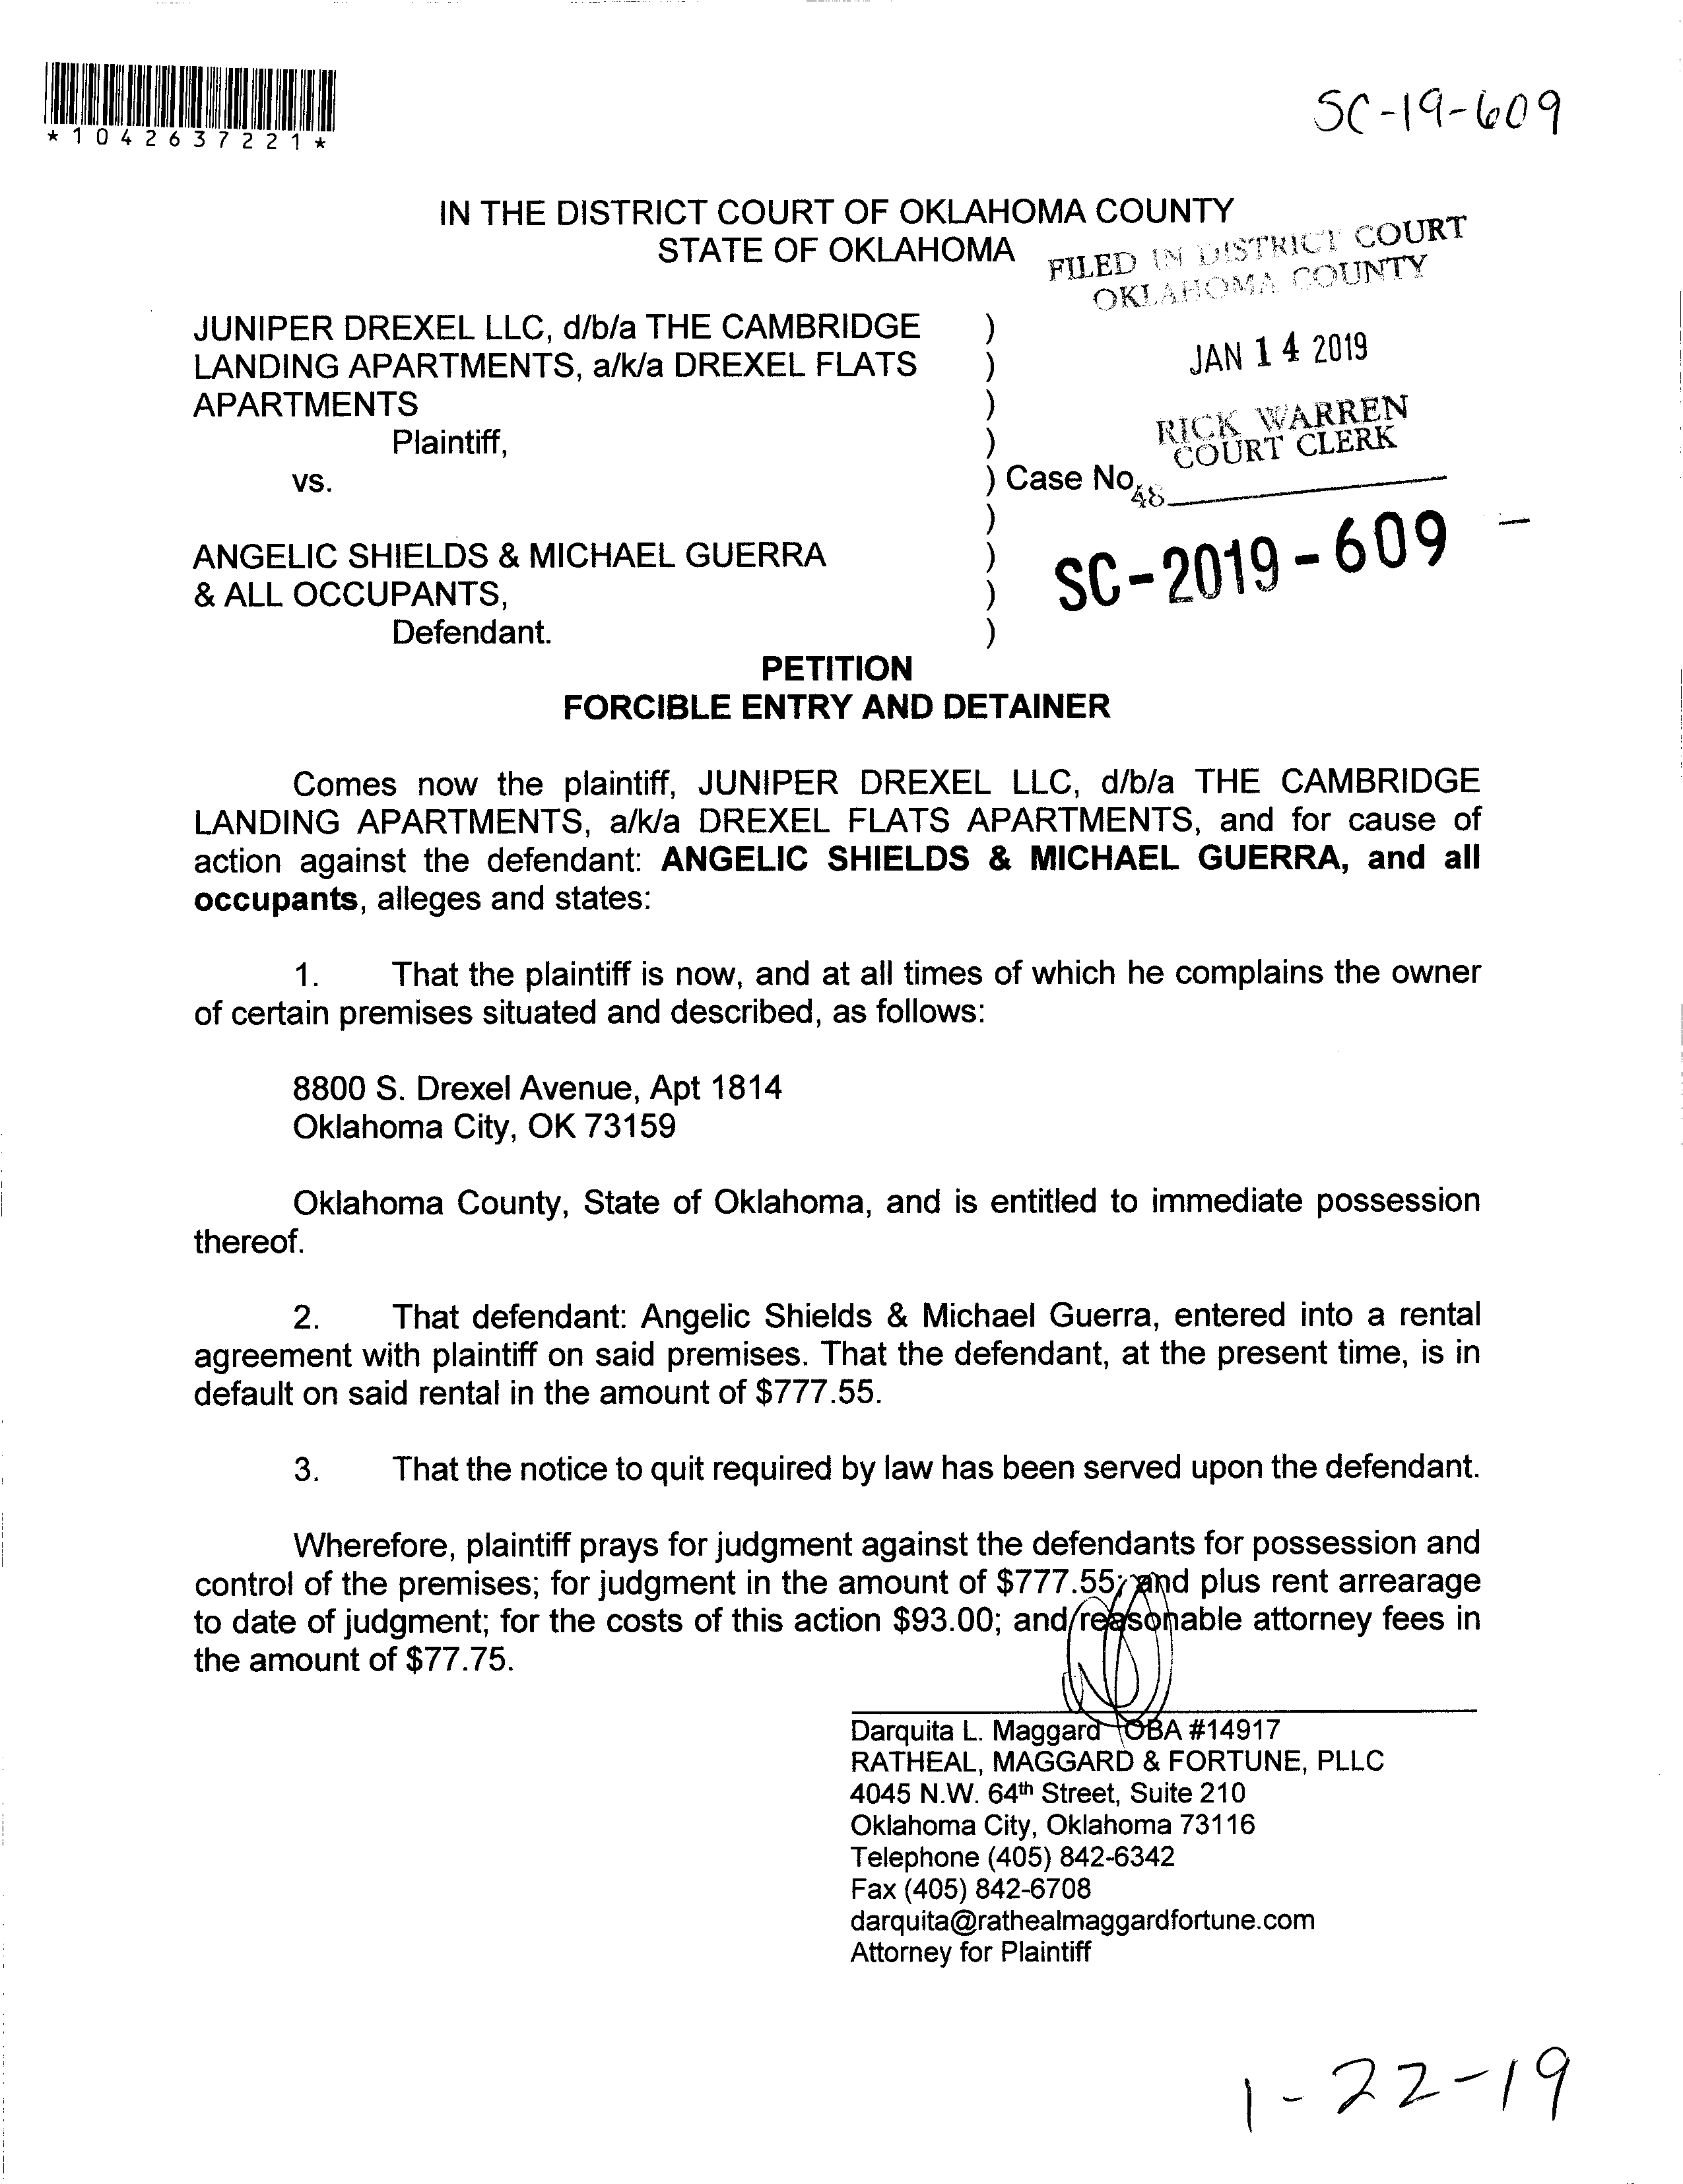 *1042637221*
SC-19-609
IN THE DISTRICT COURT OF OKLAHOMA COUNTY
STATE OF OKLAHOMA
FILED IN DISTRICT COURT
OKLAHOMA COUNTY
JAN 14 2019
RICK WARREN
COURT CLERK
48
JUNIPER DREXEL LLC, d/b/a THE CAMBRIDGE )
LANDING APARTMENTS, a/k/a DREXEL FLATS )
APARTMENTS )
Plaintiff, )
vs. ) Case No.
)
ANGELIC SHIELDS & MICHAEL GUERRA )
& ALL OCCUPANTS, )
Defendant. )
SC-2019-609
PETITION
FORCIBLE ENTRY AND DETAINER
Comes now the plaintiff, JUNIPER DREXEL LLC, d/b/a THE CAMBRIDGE
LANDING APARTMENTS, a/k/a DREXEL FLATS APARTMENTS, and for cause of
action against the defendant: ANGELIC SHIELDS & MICHAEL GUERRA, and all
occupants, alleges and states:
1. That the plaintiff is now, and at all times of which he complains the owner
of certain premises situated and described, as follows:
8800 S. Drexel Avenue, Apt 1814
Oklahoma City, OK 73159
Oklahoma County, State of Oklahoma, and is entitled to immediate possession
thereof.
2. That defendant: Angelic Shields & Michael Guerra, entered into a rental
agreement with plaintiff on said premises. That the defendant, at the present time, is in
default on said rental in the amount of $777.55.
3. That the notice to quit required by law has been served upon the defendant.
Wherefore, plaintiff prays for judgment against the defendants for possession and
control of the premises; for judgment in the amount of $777.55; and plus rent arrearage
to date of judgment; for the costs of this action $93.00; and reasonable attorney fees in
the amount of $77.75.
Darquita L. Maggard OBA #14917
RATHEAL, MAGGARD & FORTUNE, PLLC
4045 N.W. 64th Street, Suite 210
Oklahoma City, Oklahoma 73116
Telephone (405) 842-6342
Fax (405) 842-6708
darquita@rathealmaggardfortune.com
Attorney for Plaintiff
1-22-19